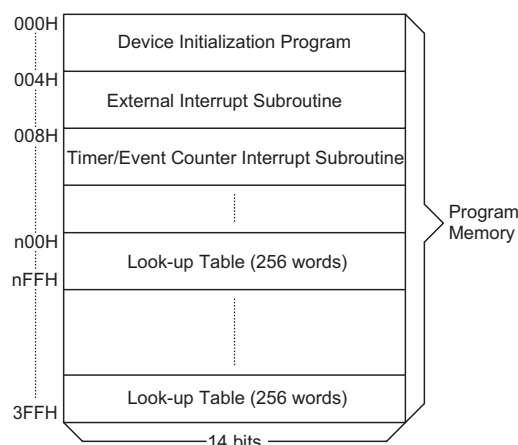 000H
Device Initialization Program
004H
External Interrupt Subroutine
008H
Timer/Event Counter Interrupt Subroutine
n00H
Look-up Table (256 words)
nFFH
Program
Memory
Look-up Table (256 words)
3FFH
14 bits